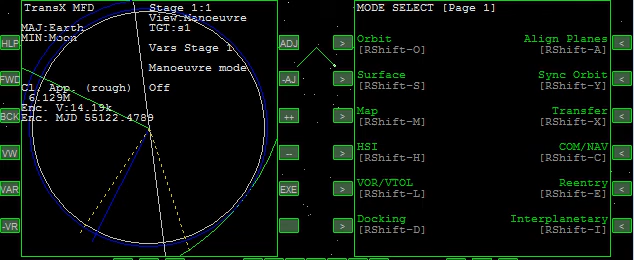 TransX MFD
Stage 1:1
View:Manoeuvre
MAJ:Earth
TGT:s1
MIN:Moon
Vars Stage 1
Manoeuvre mode
Cl. App. (rough)
Off
6.129M
Enc. V:14.19k
Enc. MJD 55122.4789
HLP
FWD
BCK
VW
VAR
-VR
ADJ
-AJ
++
--
EXE
MODE SELECT [Page 1]
> Orbit
[RShift-O]
Align Planes <
[RShift-A]
> Surface
[RShift-S]
Sync Orbit <
[RShift-Y]
> Map
[RShift-M]
Transfer <
[RShift-X]
> HSI
[RShift-H]
COM/NAV <
[RShift-C]
> VOR/VTOL
[RShift-L]
Reentry <
[RShift-E]
> Docking
[RShift-D]
Interplanetary <
[RShift-I]